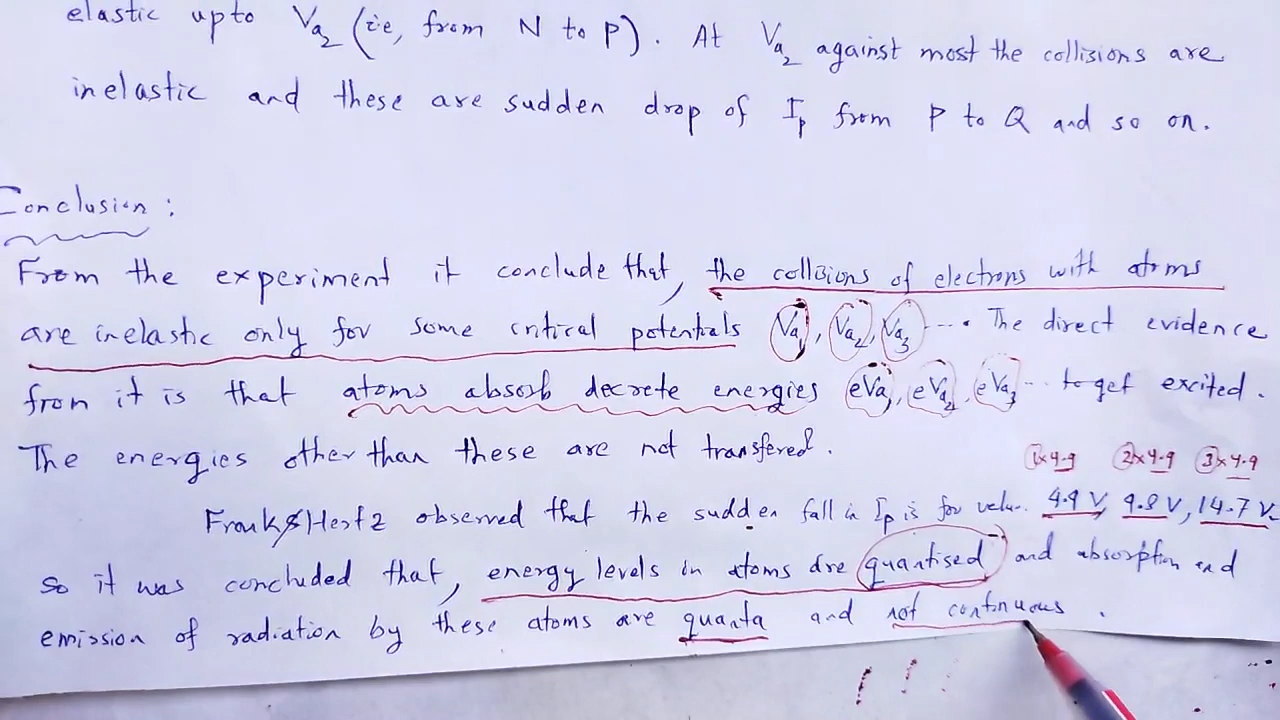 elastic upto Va2 (ie, from N to P). At Va2 against most the collisions are
inelastic and these are sudden drop of Ip from P to Q and so on.
Conclusion :
From the experiment it conclude that, the collisions of electrons with atoms
are inelastic only for some critical potentials Va1, Va2, Va3 .... The direct evidence
from it is that atoms absorb decrete energies eVa1, eVa2, eVa3 ... to get excited.
The energies other than these are not transfered.
1x4.9 2x4.9 3x4.9
Frank & Hertz observed that the sudden fall in Ip is for 4.9 V, 9.8 V, 14.7 V
so it was concluded that, energy levels in atoms are quantised and absorption and
emission of radiation by these atoms are quanta and not continuous .